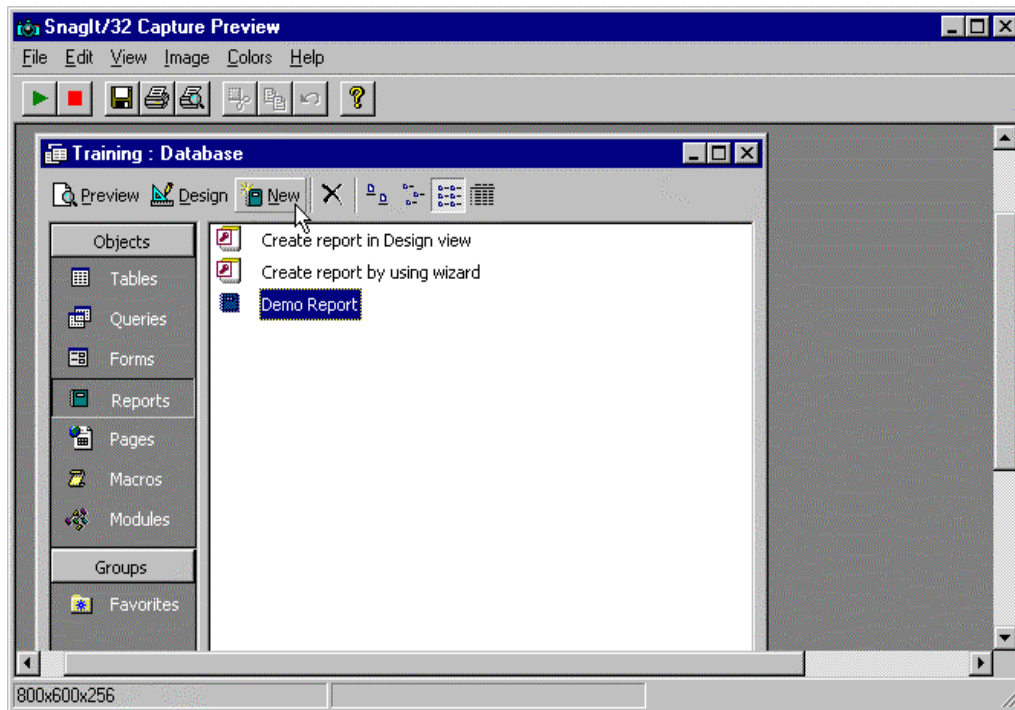 SnagIt/32 Capture Preview
File Edit View Image Colors Help
Training : Database
Preview Design New
Objects
Tables
Queries
Forms
Reports
Pages
Macros
Modules
Groups
Favorites
Create report in Design view
Create report by using wizard
Demo Report
800x600x256